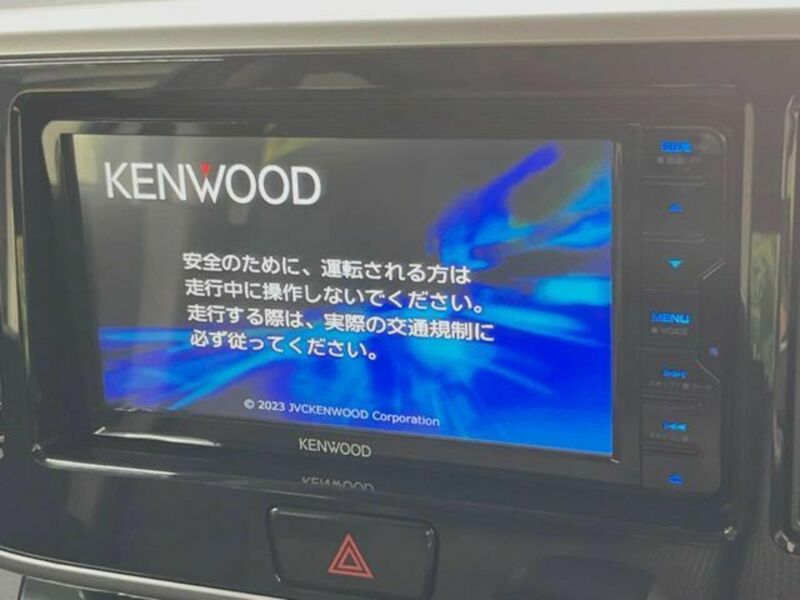 KENWOOD
安全のために、運転される方は
走行中に操作しないでください。
走行する際は、実際の交通規制に
必ず従ってください。
© 2023 JVCKENWOOD Corporation
KENWOOD
MENU
VOICE